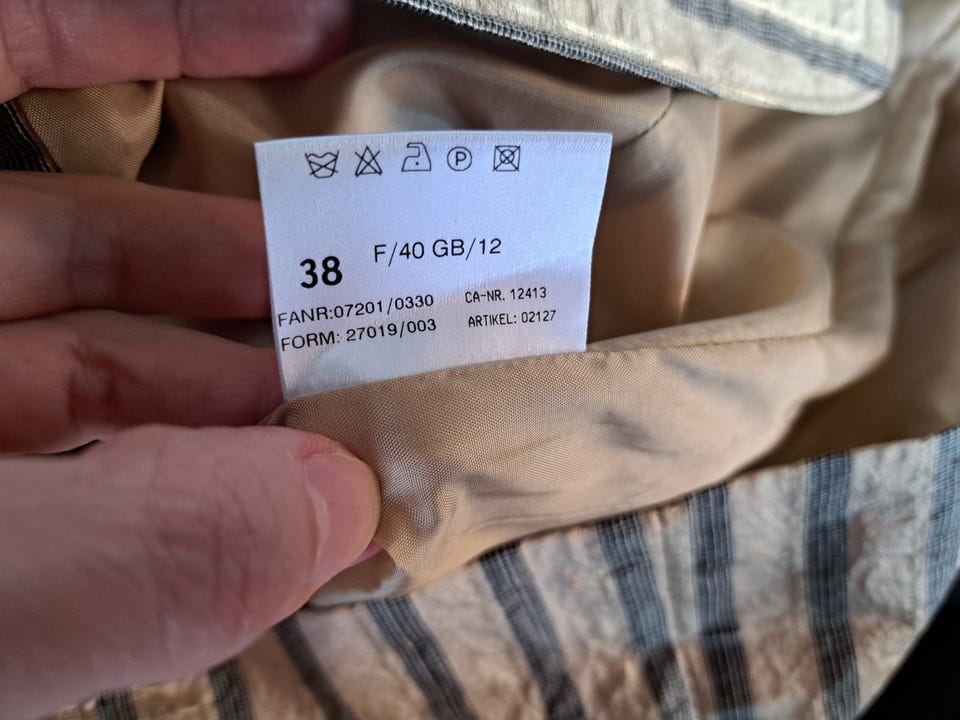 P
38 F/40 GB/12
FANR:07201/0330 CA-NR. 12413
FORM: 27019/003 ARTIKEL: 02127